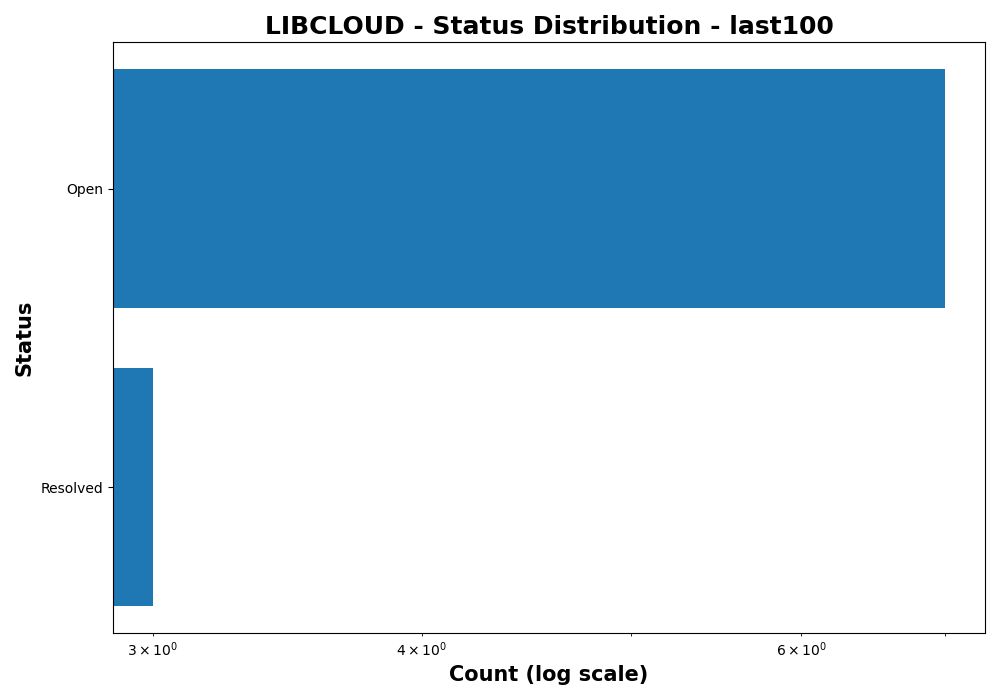 LIBCLOUD - Status Distribution - last100
Status
Open
Resolved
3 × 10⁰
4 × 10⁰
6 × 10⁰
Count (log scale)